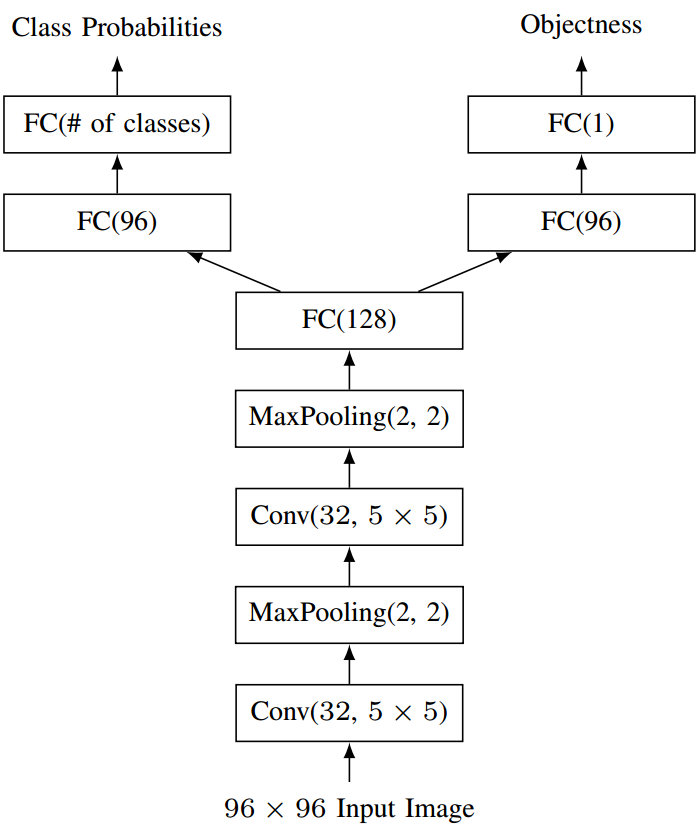 Class Probabilities
Objectness
FC(# of classes)
FC(1)
FC(96)
FC(96)
FC(128)
MaxPooling(2, 2)
Conv(32, 5 × 5)
MaxPooling(2, 2)
Conv(32, 5 × 5)
96 × 96 Input Image